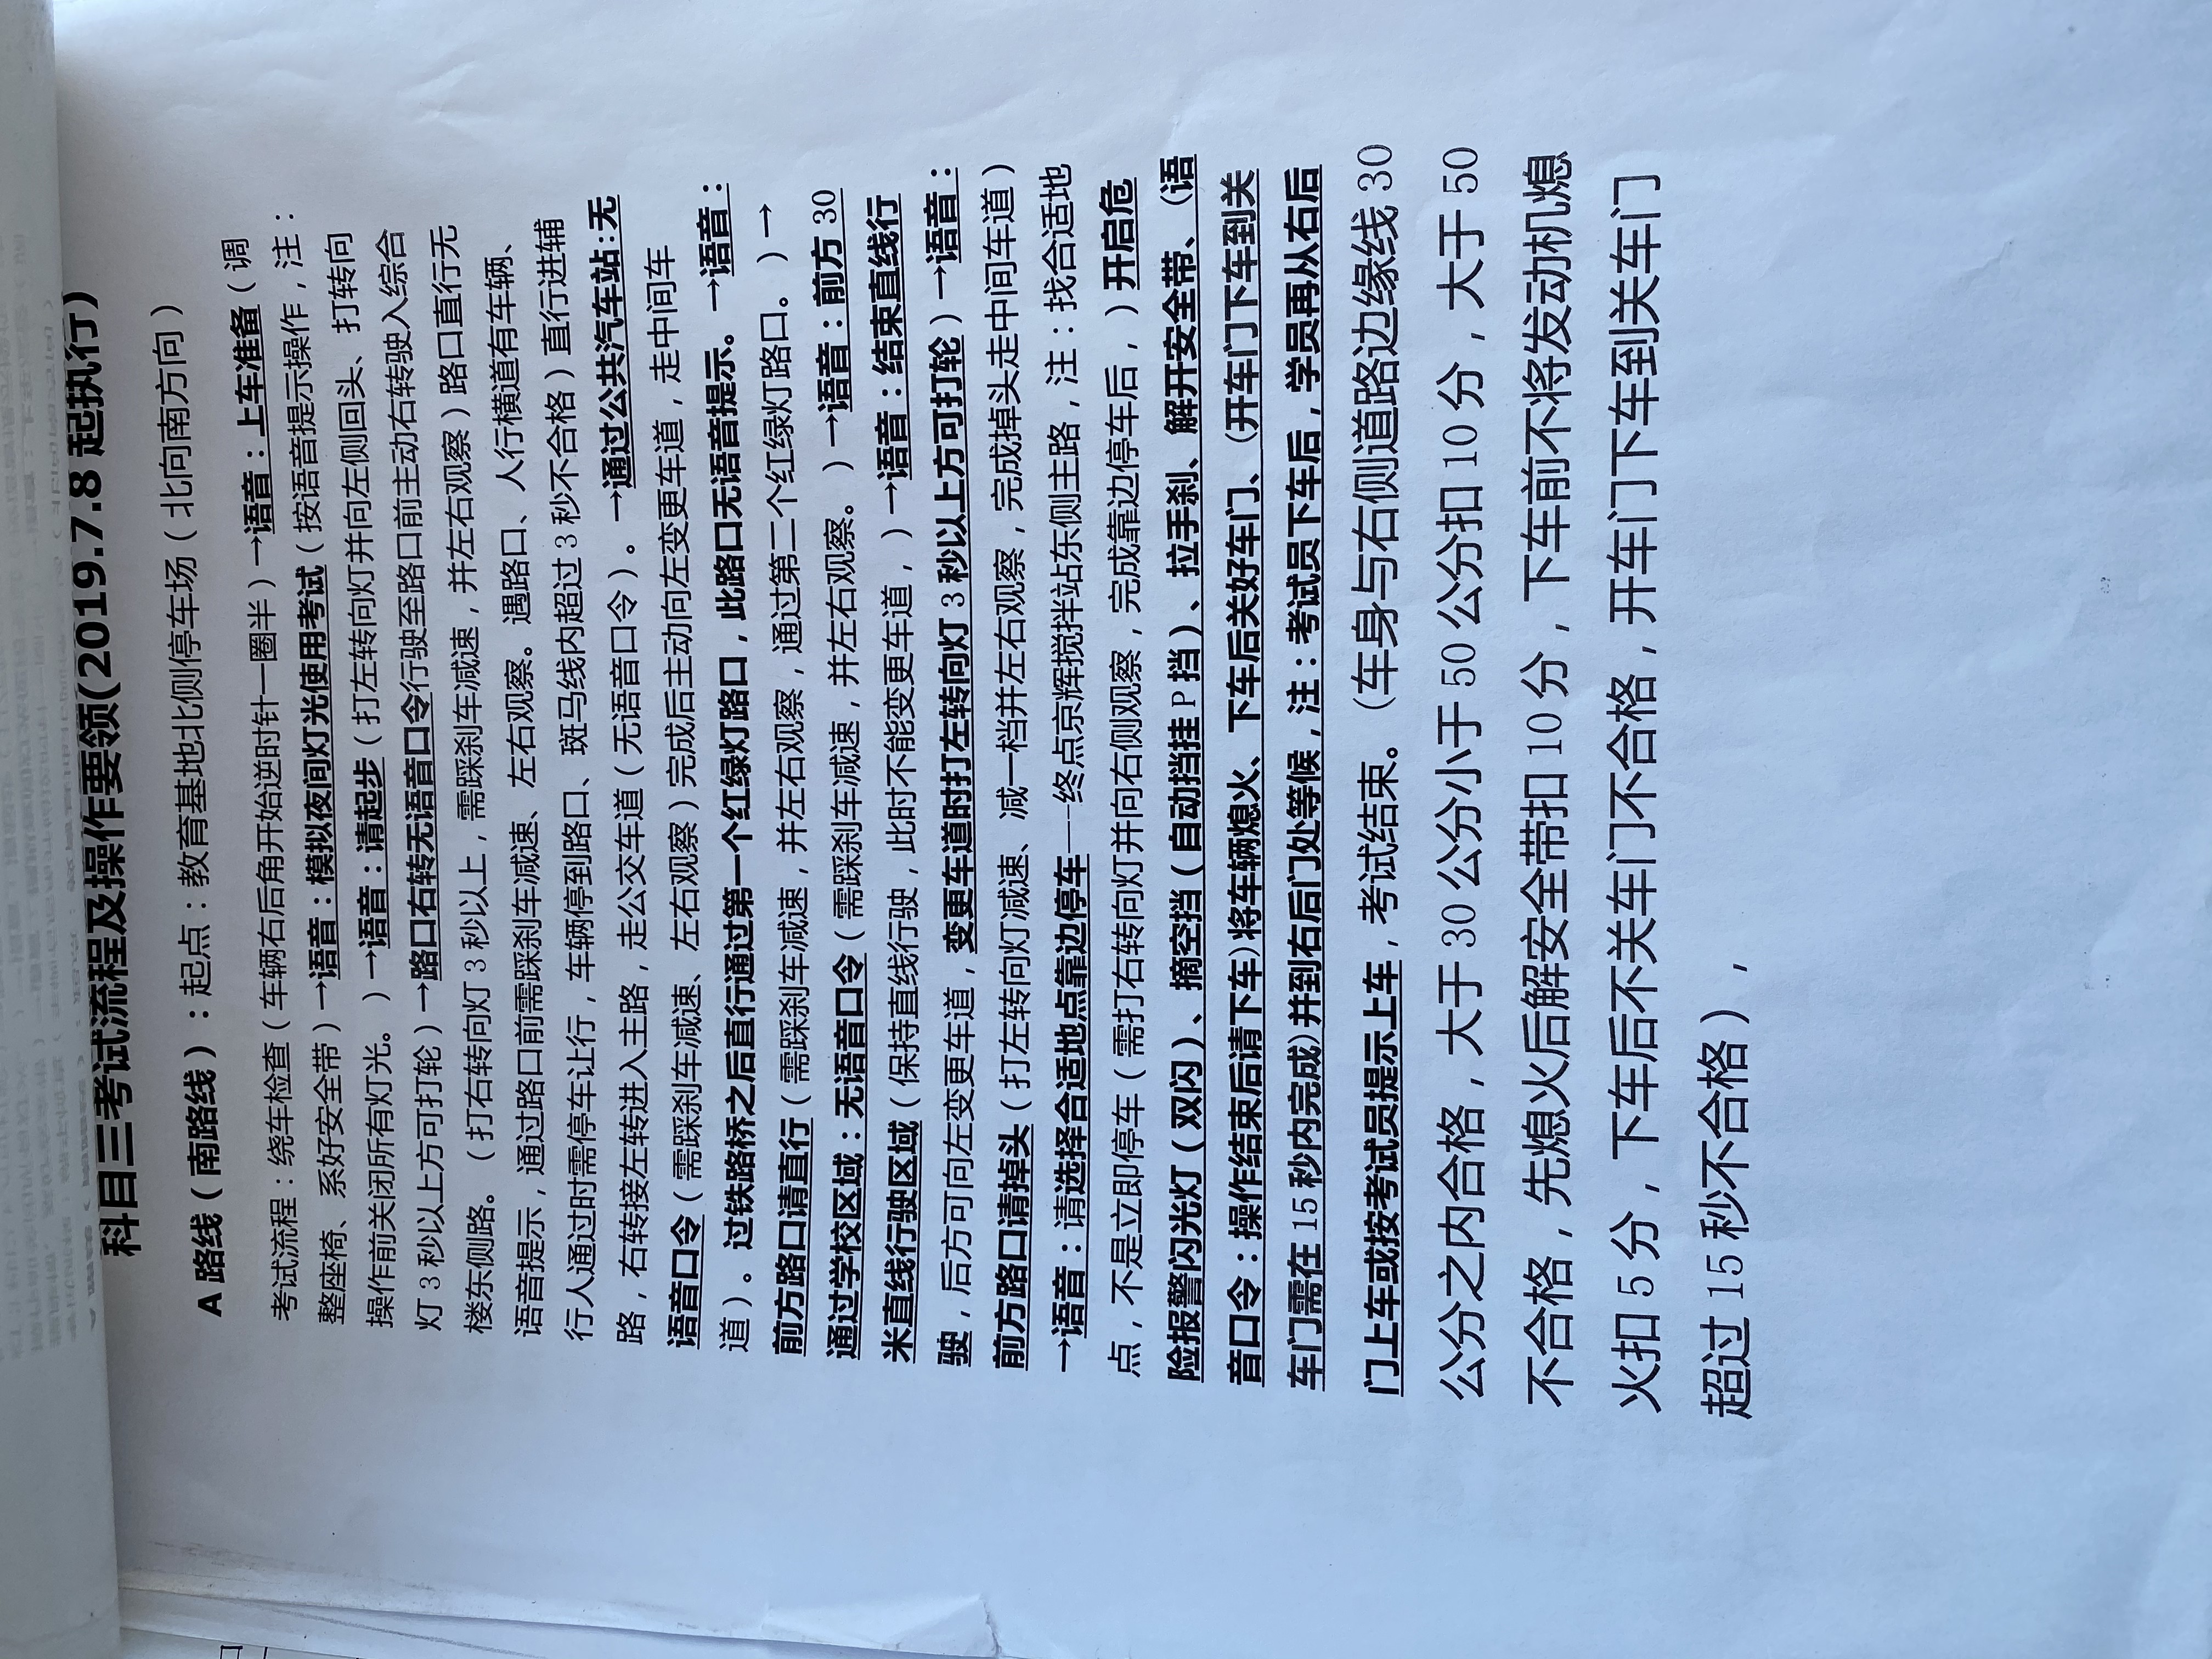 科目三考试流程及操作要领(2019.7.8 起执行)
A 路线（南路线）:起点：教育基地北侧停车场（北向南方向）
考试流程：绕车检查（车辆右后角开始逆时针一圈半）→语音：上车准备（调
整座椅、系好安全带）→语音：模拟夜间灯光使用考试（按语音提示操作，注：
操作前关闭所有灯光。）→语音：请起步（打左转向灯并向左侧回头、打转向
灯 3 秒以上方可打轮）→路口右转无语音口令行驶至路口前主动右转驶入综合
楼东侧路。（打右转向灯 3 秒以上，需踩刹车减速，并左右观察）路口直行无
语音提示，通过路口前需踩刹车减速、左右观察。遇路口、人行横道有车辆、
行人通过时需停车让行，车辆停到路口、斑马线内超过 3 秒不合格）直行进辅
路，右转接左转进入主路，走公交车道（无语音口令）。→通过公共汽车站:无
语音口令（需踩刹车减速、左右观察）完成后主动向左变更车道，走中间车
道）。过铁路桥之后直行通过第一个红绿灯路口，此路口无语音提示。→语音：
前方路口请直行（需踩刹车减速，并左右观察，通过第二个红绿灯路口。）→
通过学校区域：无语音口令（需踩刹车减速，并左右观察。）→语音：前方 30
米直线行驶区域（保持直线行驶，此时不能变更车道，）→语音：结束直线行
驶，后方可向左变更车道，变更车道时打左转向灯 3 秒以上方可打轮）→语音：
前方路口请掉头（打左转向灯减速、减一档并左右观察，完成掉头走中间车道）
→语音：请选择合适地点靠边停车——-终点京辉搅拌站东侧主路，注：找合适地
点，不是立即停车（需打右转向灯并向右侧观察，完成靠边停车后，）开启危
险报警闪光灯（双闪）、摘空挡（自动挡挂 P 挡）、拉手刹、解开安全带、(语
音口令：操作结束后请下车)将车辆熄火、下车后关好车门、(开车门下车到关
车门需在 15 秒内完成)并到右后门处等候，注：考试员下车后，学员再从右后
门上车或按考试员提示上车，考试结束。(车身与右侧道路边缘线 30
公分之内合格，大于 30 公分小于 50 公分扣 10 分，大于 50
不合格，先熄火后解安全带扣 10 分，下车前不将发动机熄
火扣 5 分，下车后不关车门不合格，开车门下车到关车门
超过 15 秒不合格），